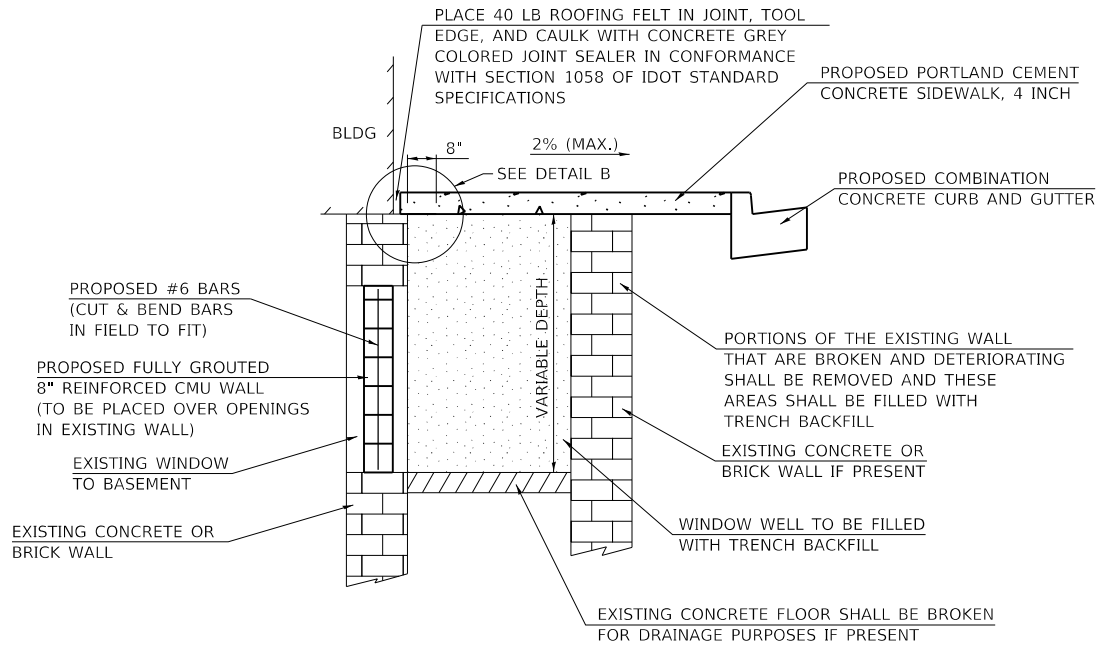 PLACE 40 LB ROOFING FELT IN JOINT, TOOL
EDGE, AND CAULK WITH CONCRETE GREY
COLORED JOINT SEALER IN CONFORMANCE
WITH SECTION 1058 OF IDOT STANDARD
SPECIFICATIONS
PROPOSED PORTLAND CEMENT
CONCRETE SIDEWALK, 4 INCH
BLDG
8"
2% (MAX.)
SEE DETAIL B
PROPOSED COMBINATION
CONCRETE CURB AND GUTTER
PROPOSED #6 BARS
(CUT & BEND BARS
IN FIELD TO FIT)
PROPOSED FULLY GROUTED
8" REINFORCED CMU WALL
(TO BE PLACED OVER OPENINGS
IN EXISTING WALL)
EXISTING WINDOW
TO BASEMENT
EXISTING CONCRETE OR
BRICK WALL
VARIABLE DEPTH
PORTIONS OF THE EXISTING WALL
THAT ARE BROKEN AND DETERIORATING
SHALL BE REMOVED AND THESE
AREAS SHALL BE FILLED WITH
TRENCH BACKFILL
EXISTING CONCRETE OR
BRICK WALL IF PRESENT
WINDOW WELL TO BE FILLED
WITH TRENCH BACKFILL
EXISTING CONCRETE FLOOR SHALL BE BROKEN
FOR DRAINAGE PURPOSES IF PRESENT